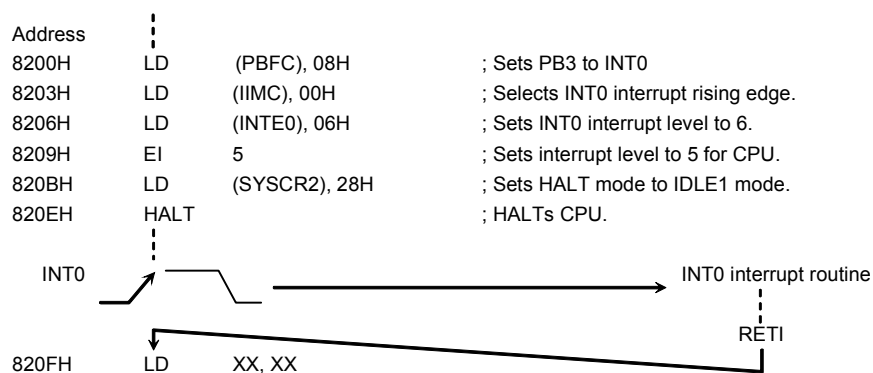 Address
8200H LD (PBFC), 08H ; Sets PB3 to INT0
8203H LD (IIMC), 00H ; Selects INT0 interrupt rising edge.
8206H LD (INTE0), 06H ; Sets INT0 interrupt level to 6.
8209H EI 5 ; Sets interrupt level to 5 for CPU.
820BH LD (SYSCR2), 28H ; Sets HALT mode to IDLE1 mode.
820EH HALT ; HALTs CPU.
INT0 INT0 interrupt routine
RETI
820FH LD XX, XX